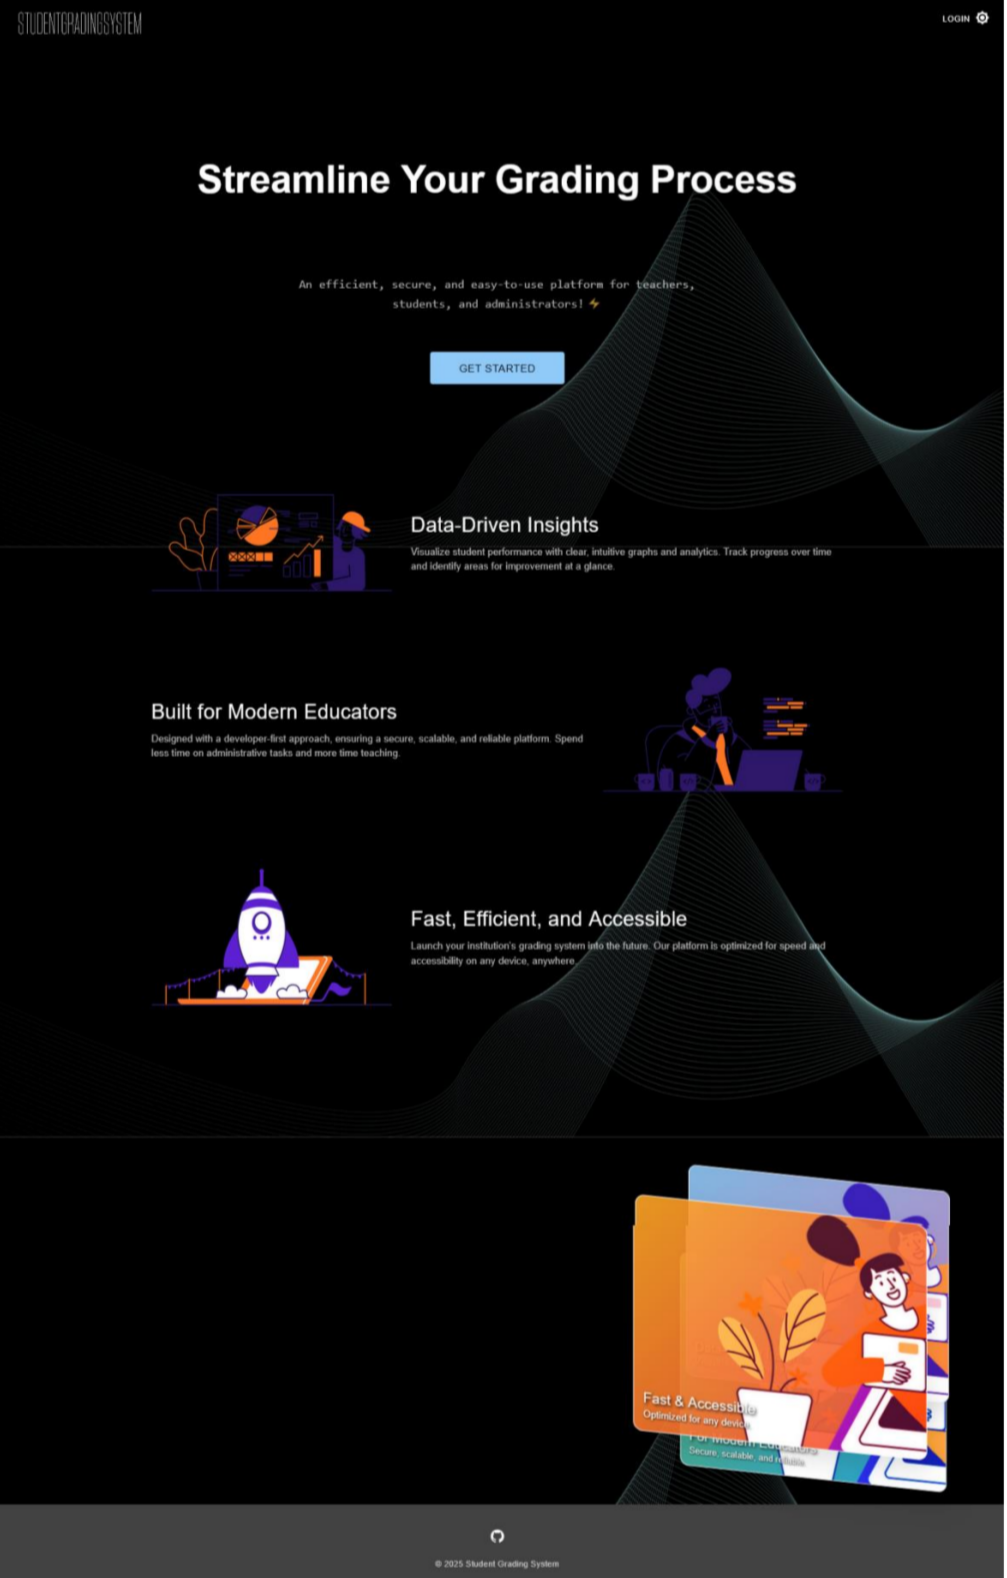 STUDENTGRADINGSYSTEM
LOGIN
Streamline Your Grading Process
An efficient, secure, and easy-to-use platform for teachers,
students, and administrators! ⚡
GET STARTED
Data-Driven Insights
Visualize student performance with clear, intuitive graphs and analytics. Track progress over time
and identify areas for improvement at a glance.
Built for Modern Educators
Designed with a developer-first approach, ensuring a secure, scalable, and reliable platform. Spend
less time on administrative tasks and more time teaching.
Fast, Efficient, and Accessible
Launch your institution's grading system into the future. Our platform is optimized for speed and
accessibility on any device, anywhere.
Fast & Accessible
Optimized for any device
For Modern Educators
Secure, scalable, and reliable
© 2025 Student Grading System